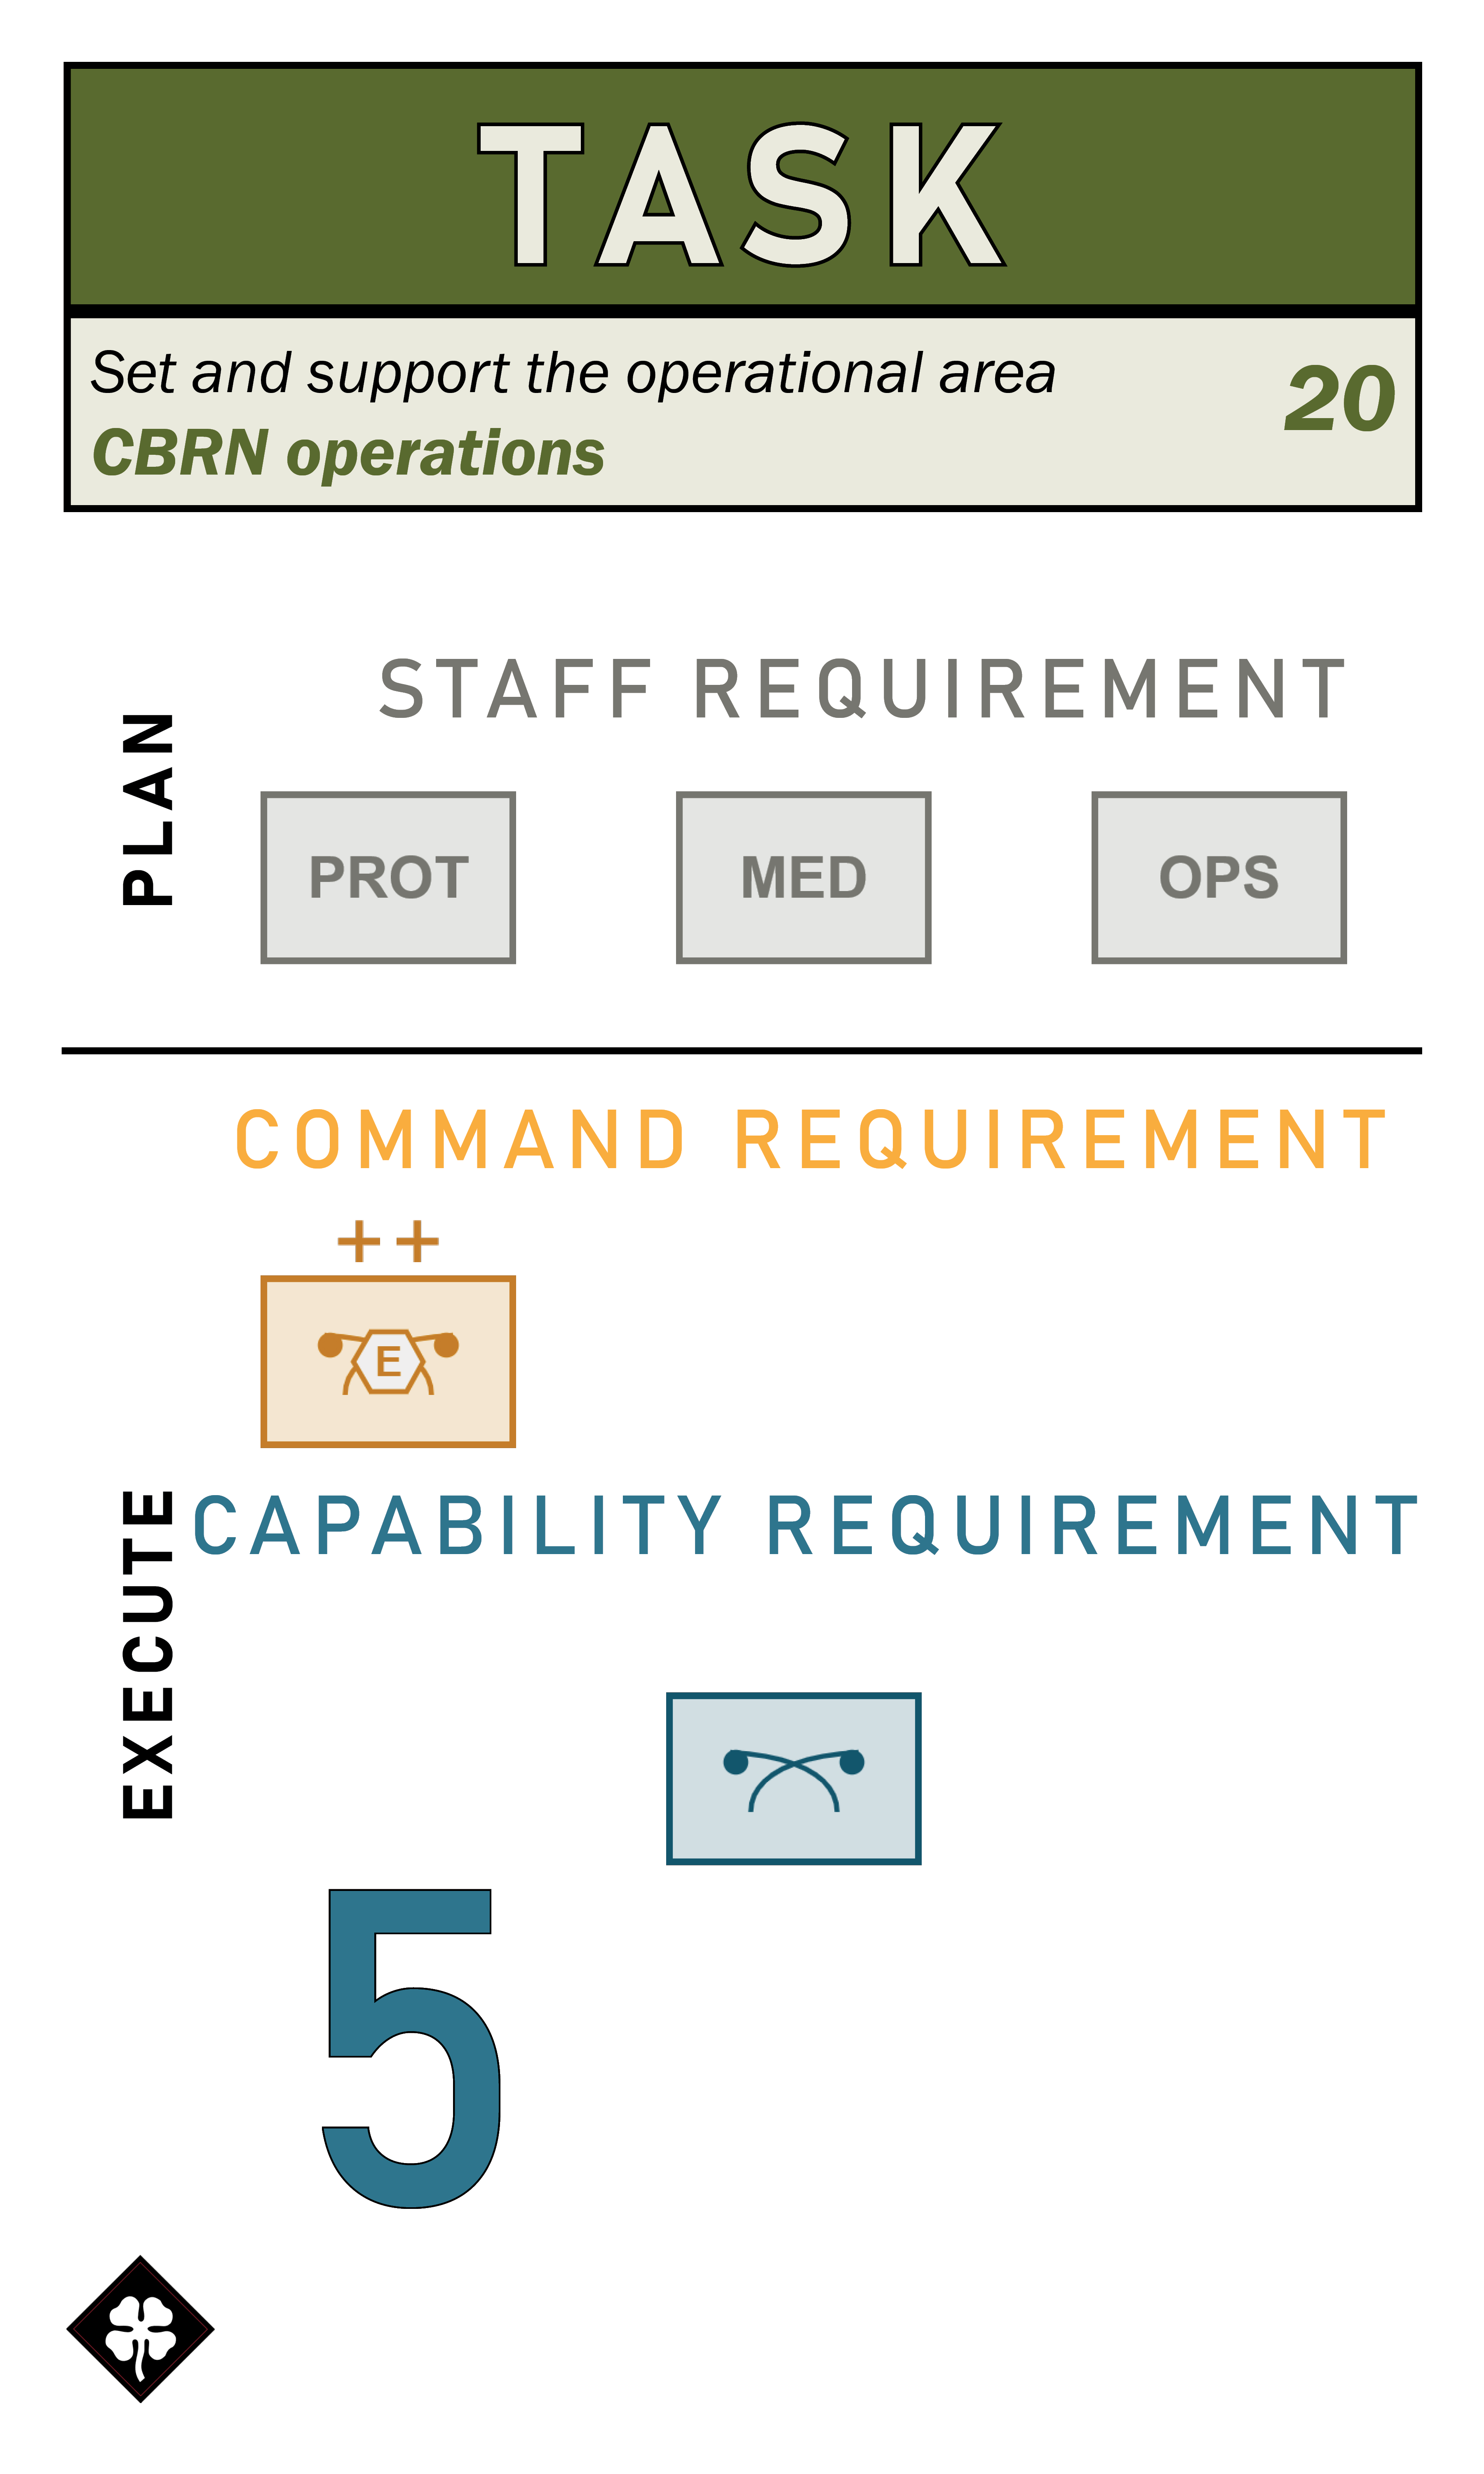 TASK
Set and support the operational area
CBRN operations
20
PLAN
STAFF REQUIREMENT
PROT
MED
OPS
EXECUTE
COMMAND REQUIREMENT
++
E
CAPABILITY REQUIREMENT
5